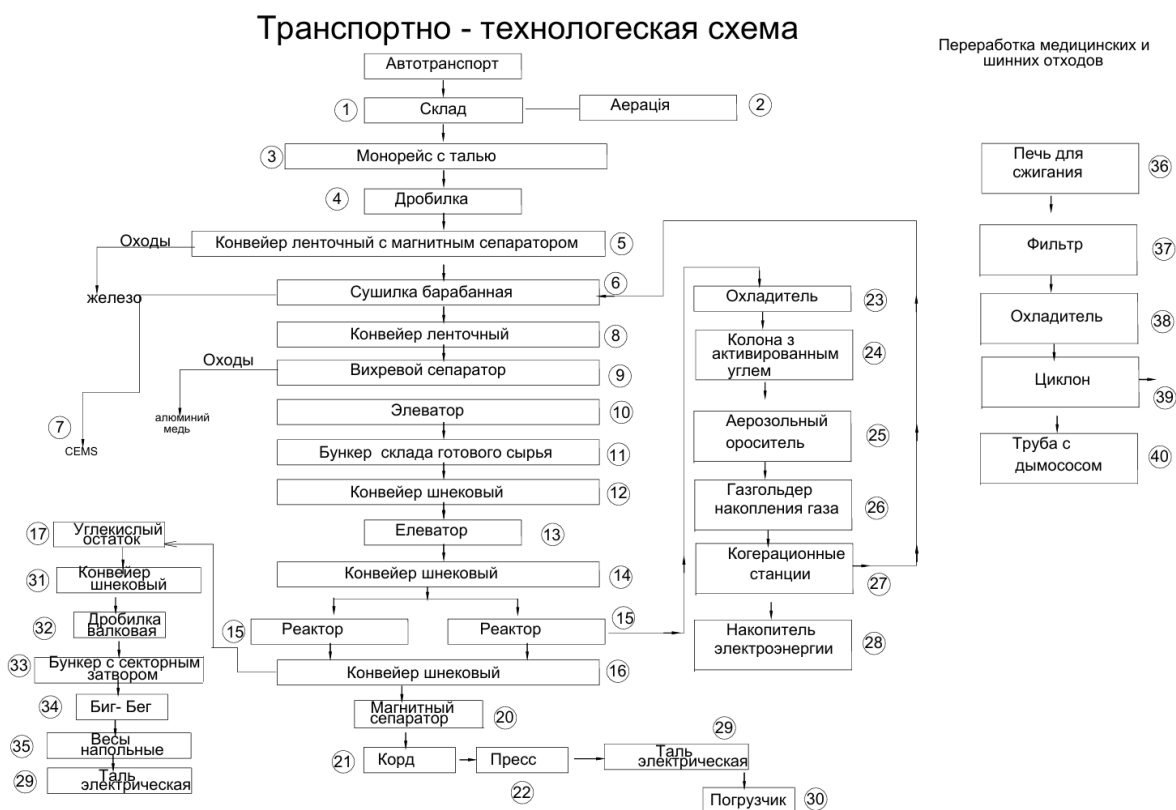 Транспортно - технологеская схема
Переработка медицинских и
шинних отходов
Автотранспорт
1
Склад
Аерація
2
3
Монорейс с талью
4
Дробилка
Оходы
Конвейер ленточный с магнитным сепаратором
5
железо
Сушилка барабанная
6
Конвейер ленточный
8
Оходы
Вихревой сепаратор
9
алюминий
медь
7
CEMS
Элеватор
10
Бункер склада готового сырья
11
Конвейер шнековый
12
Елеватор
13
Конвейер шнековый
14
15
Реактор
Реактор
15
Конвейер шнековый
16
Магнитный
сепаратор
20
21
Корд
Пресс
22
29
Таль
электрическая
Погрузчик
30
17
Углекислый
остаток
31
Конвейер
шнековый
32
Дробилка
валковая
33
Бункер с секторным
затвором
34
Биг- Бег
35
Весы
напольные
29
Таль
электрическая
Охладитель
23
Колона з
активированным
углем
24
Аерозольный
ороситель
25
Газгольдер
накопления газа
26
Когерационные
станции
27
Накопитель
электроэнергии
28
Печь для
сжигания
36
Фильтр
37
Охладитель
38
Циклон
39
Труба с
дымососом
40